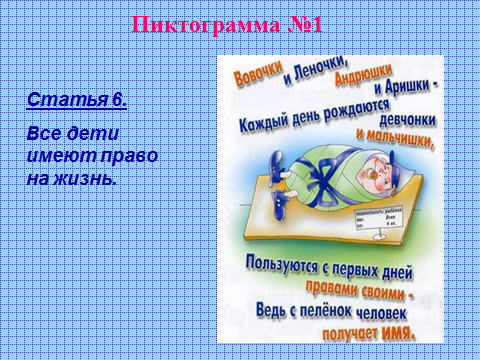 Пиктограмма №1
Статья 6.
Все дети
имеют право
на жизнь.
Вовочки
и Леночки,
Андрюшки
и Аришки -
Каждый день рождаются
девчонки
и мальчишки,
Пользуются с первых дней
правами своими -
Ведь с пелёнок человек
получает ИМЯ.